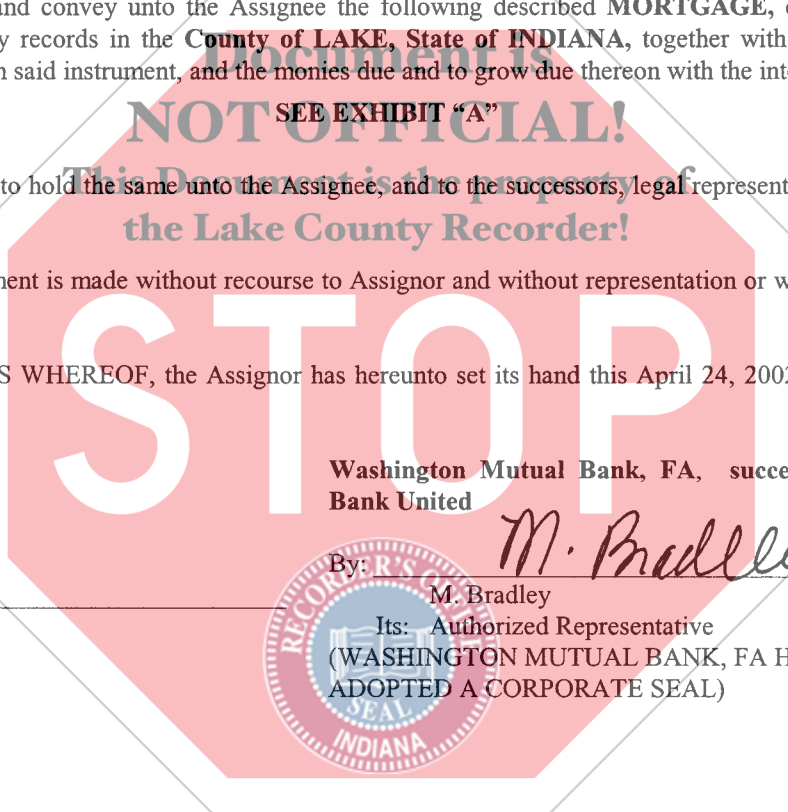 and convey unto the Assignee the following described MORTGAGE,
y records in the County of LAKE, State of INDIANA, together with
Document is
n said instrument, and the monies due and to grow due thereon with the
SEE EXHIBIT “A”
NOT OFFICIAL!
This Document is the property of
to hold the same unto the Assignee, and to the successors, legal
the Lake County Recorder!
ment is made without recourse to Assignor and without representation or
STOP
S WHEREOF, the Assignor has hereunto set its hand this April 24, 2002
Washington Mutual Bank, FA,
Bank United
By: M. Bradley
M. Bradley
Its: Authorized Representative
(WASHINGTON MUTUAL BANK, FA
ADOPTED A CORPORATE SEAL)
RECORDER'S OFFICE
SEAL
INDIANA